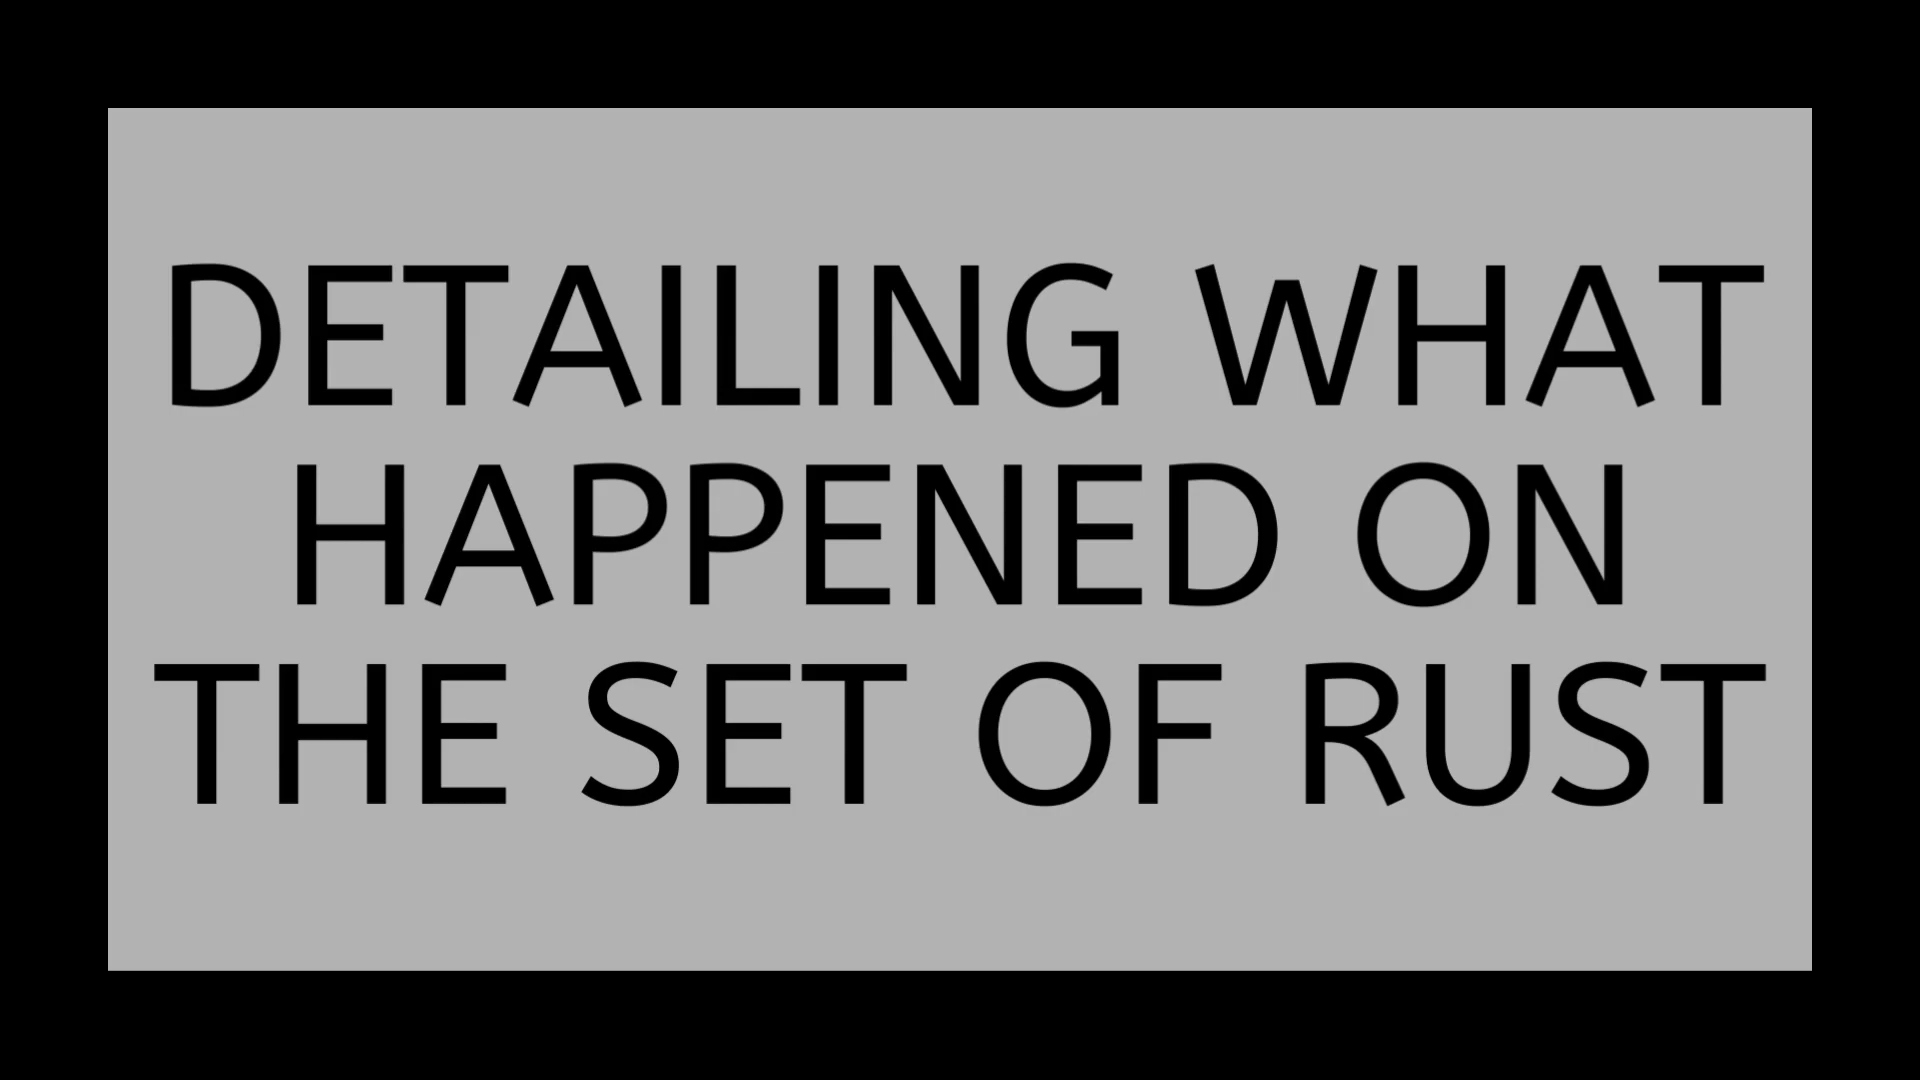 DETAILING WHAT
HAPPENED ON
THE SET OF RUST